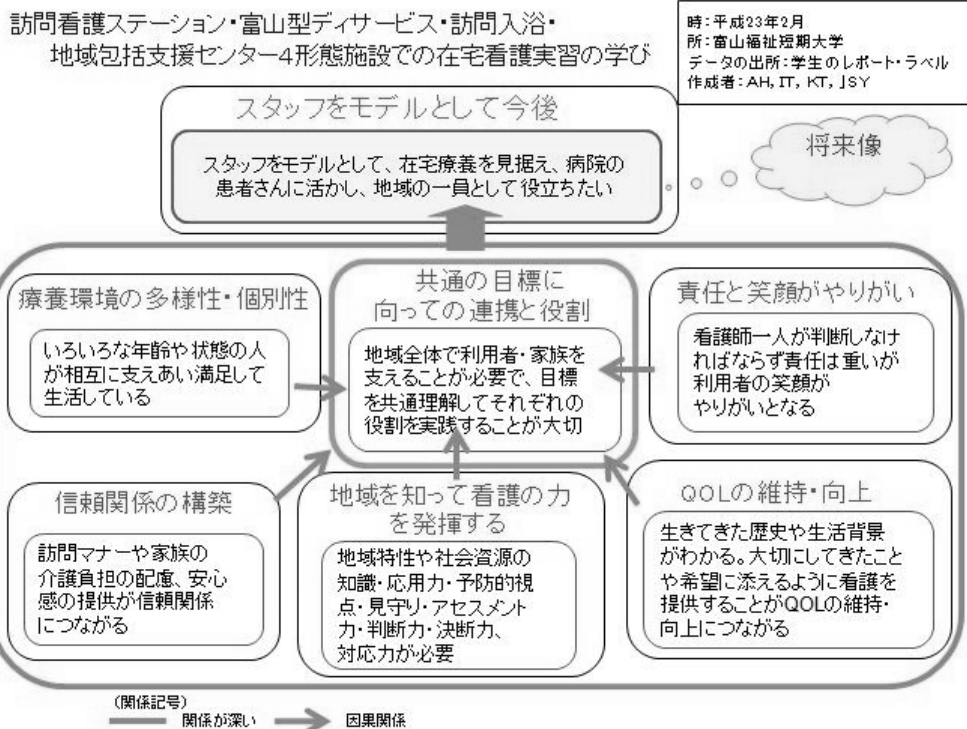 訪問看護ステーション・富山型ディサービス・訪問入浴・
地域包括支援センター4形態施設での在宅看護実習の学び
時:平成23年2月
所:富山福祉短期大学
データの出所:学生のレポート・ラベル
作成者:AH, IT, KT, JSY
スタッフをモデルとして今後
スタッフをモデルとして、在宅療養を見据え、病院の
患者さんに活かし、地域の一員として役立ちたい
将来像
療養環境の多様性・個別性
いろいろな年齢や状態の人
が相互に支えあい満足して
生活している
共通の目標に
向っての連携と役割
地域全体で利用者・家族を
支えることが必要で、目標
を共通理解してそれぞれの
役割を実践することが大切
責任と笑顔がやりがい
看護師一人が判断しなけ
ればならず責任は重いが
利用者の笑顔が
やりがいとなる
信頼関係の構築
訪問マナーや家族の
介護負担の配慮、安心
感の提供が信頼関係
につながる
地域を知って看護の力
を発揮する
地域特性や社会資源の
知識・応用力・予防的視
点・見守り・アセスメント
力・判断力・決断力、
対応力が必要
QOLの維持・向上
生きてきた歴史や生活背景
がわかる。大切にしてきたこと
や希望に添えるように看護を
提供することがQOLの維持・
向上につながる
(関係記号)
関係が深い
因果関係